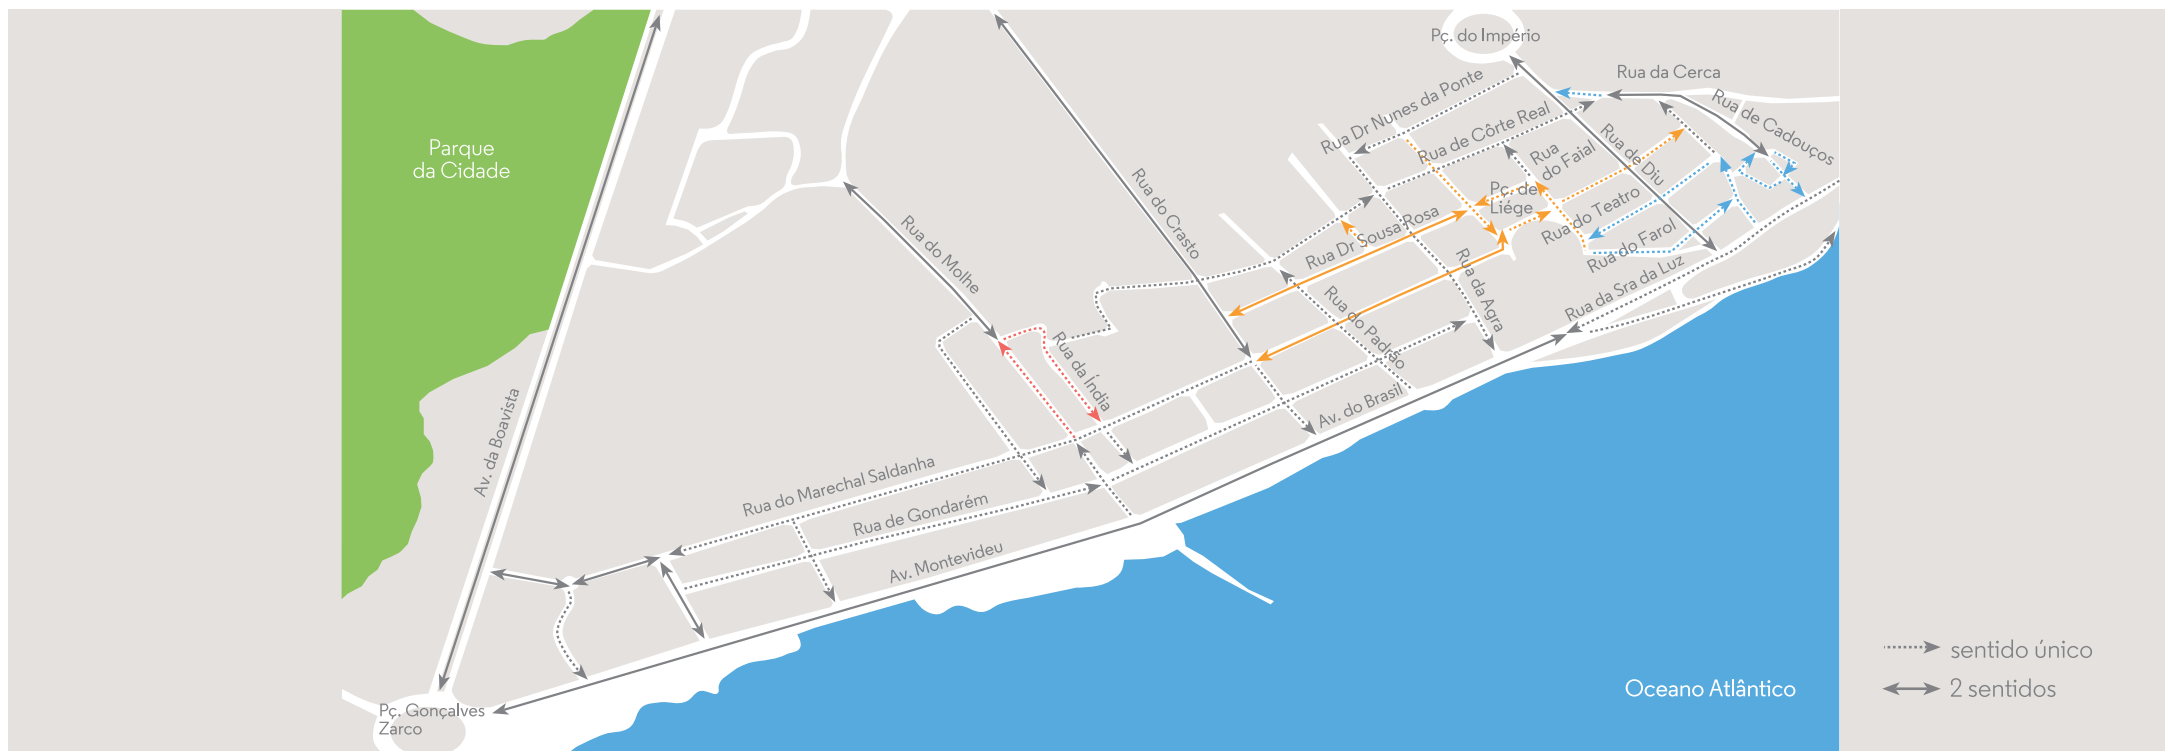 Pç. do Império
Rua da Cerca
Rua Dr Nunes da Ponte
Rua de Cadouços
Rua de Côrte Real
Parque
da Cidade
Rua
do Faial
Rua de Diu
Rua do Crasto
Pç. de
Liége
Rua do Teatro
Rua do Molhe
Rua Dr Sousa Rosa
Rua do Farol
Rua da Agra
Rua da Sra da Luz
Rua do Padrão
Rua da Índia
Av. do Brasil
Av. da Boavista
Rua do Marechal Saldanha
Rua de Gondarém
Av. Montevideu
sentido único
2 sentidos
Oceano Atlântico
Pç. Gonçalves
Zarco